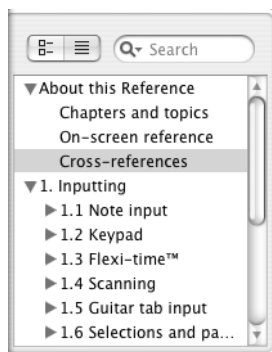 Search
About this Reference
Chapters and topics
On-screen reference
Cross-references
1. Inputting
1.1 Note input
1.2 Keypad
1.3 Flexi-time™
1.4 Scanning
1.5 Guitar tab input
1.6 Selections and pa...